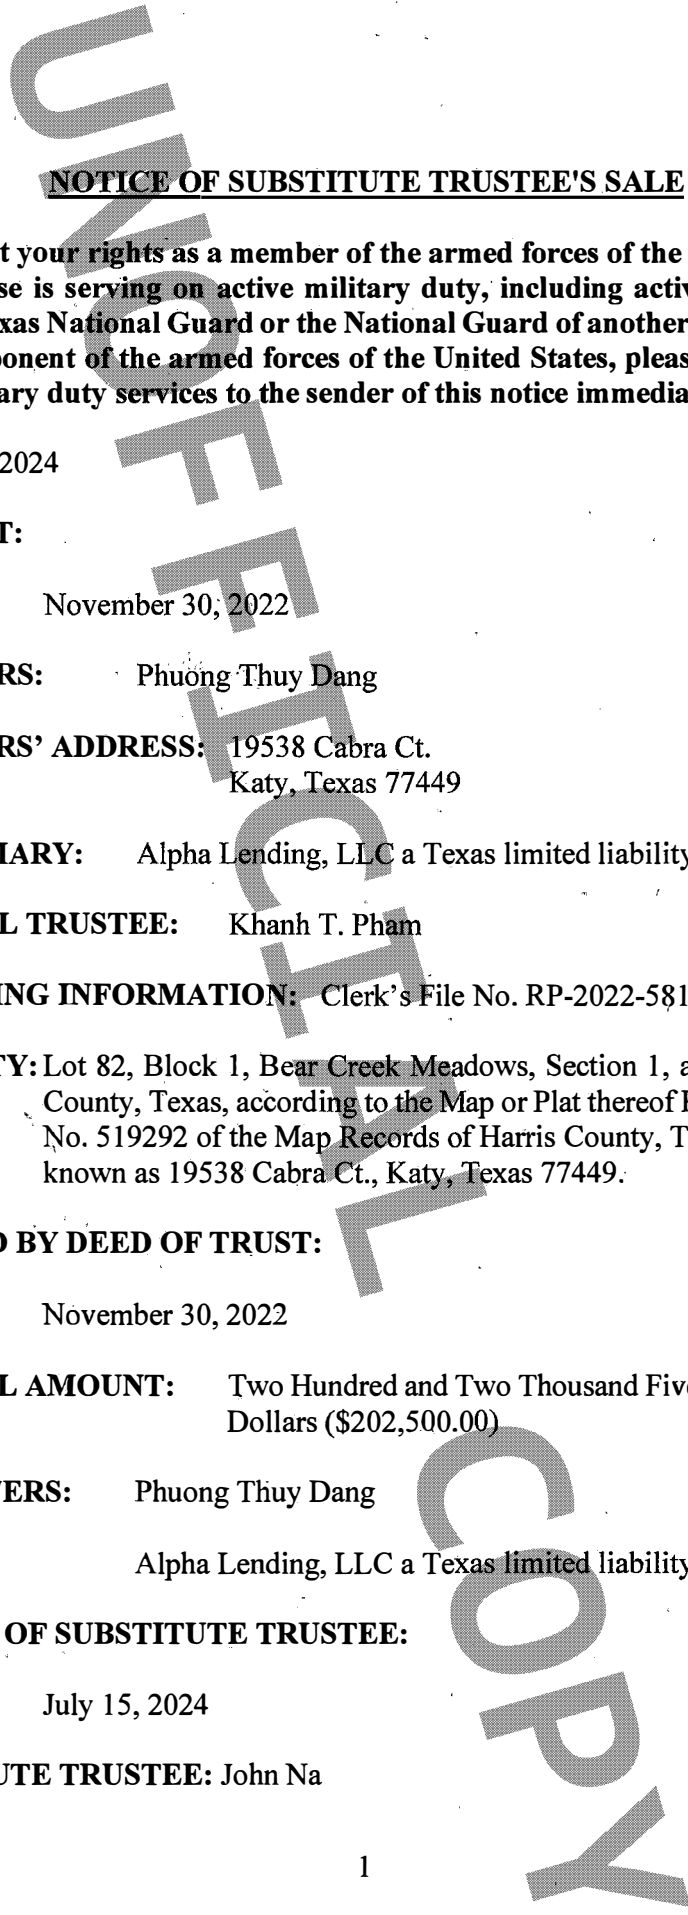 NOTICE OF SUBSTITUTE TRUSTEE'S SALE
t your rights as a member of the armed forces of the
se is serving on active military duty, including activ
xas National Guard or the National Guard of another
ponent of the armed forces of the United States, pleas
ary duty services to the sender of this notice immedia
2024
T:
November 30, 2022
RS: Phuong Thuy Dang
RS' ADDRESS: 19538 Cabra Ct.
Katy, Texas 77449
IARY: Alpha Lending, LLC a Texas limited liability
L TRUSTEE: Khanh T. Pham
ING INFORMATION: Clerk's File No. RP-2022-581
TY: Lot 82, Block 1, Bear Creek Meadows, Section 1, a
County, Texas, according to the Map or Plat thereof
No. 519292 of the Map Records of Harris County, T
known as 19538 Cabra Ct., Katy, Texas 77449.
D BY DEED OF TRUST:
November 30, 2022
L AMOUNT: Two Hundred and Two Thousand Five
Dollars ($202,500.00)
VERS: Phuong Thuy Dang
Alpha Lending, LLC a Texas limited liability
OF SUBSTITUTE TRUSTEE:
July 15, 2024
UTE TRUSTEE: John Na
1
UNOFFICIAL COPY